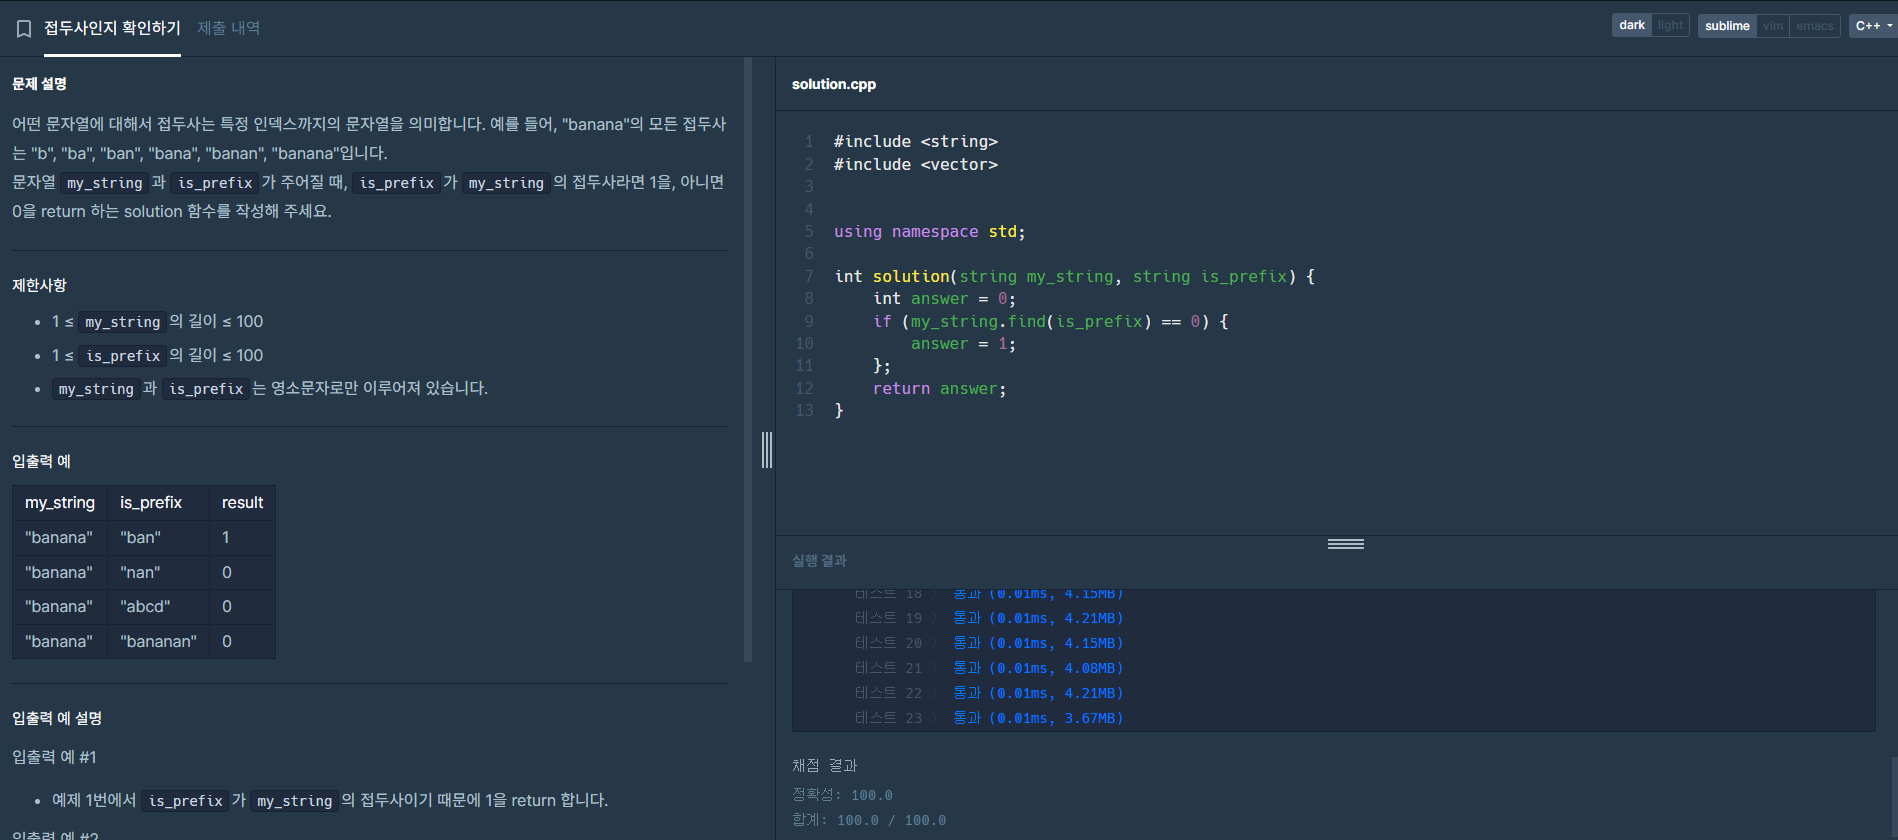 접두사인지 확인하기 제출 내역
dark light sublime vim emacs C++
문제 설명
어떤 문자열에 대해서 접두사는 특정 인덱스까지의 문자열을 의미합니다. 예를 들어, "banana"의 모든 접두사
는 "b", "ba", "ban", "bana", "banan", "banana"입니다.
문자열 my_string 과 is_prefix 가 주어질 때, is_prefix 가 my_string 의 접두사라면 1을, 아니면
0을 return 하는 solution 함수를 작성해 주세요.
제한사항
• 1 ≤ my_string 의 길이 ≤ 100
• 1 ≤ is_prefix 의 길이 ≤ 100
• my_string 과 is_prefix 는 영소문자로만 이루어져 있습니다.
입출력 예
my_string is_prefix result
"banana" "ban" 1
"banana" "nan" 0
"banana" "abcd" 0
"banana" "bananan" 0
입출력 예 설명
입출력 예 #1
• 예제 1번에서 is_prefix 가 my_string 의 접두사이기 때문에 1을 return 합니다.
입출력 예 #2
solution.cpp
1 #include <string>
2 #include <vector>
3
4
5 using namespace std;
6
7 int solution(string my_string, string is_prefix) {
8     int answer = 0;
9     if (my_string.find(is_prefix) == 0) {
10         answer = 1;
11     };
12     return answer;
13 }
실행 결과
테스트 18 〉 통과 (0.01ms, 4.15MB)
테스트 19 〉 통과 (0.01ms, 4.21MB)
테스트 20 〉 통과 (0.01ms, 4.15MB)
테스트 21 〉 통과 (0.01ms, 4.08MB)
테스트 22 〉 통과 (0.01ms, 4.21MB)
테스트 23 〉 통과 (0.01ms, 3.67MB)
채점 결과
정확성: 100.0
합계: 100.0 / 100.0